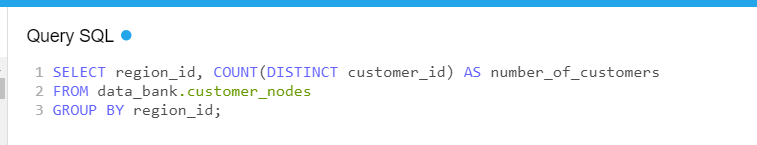 Query SQL
1 SELECT region_id, COUNT(DISTINCT customer_id) AS number_of_customers
2 FROM data_bank.customer_nodes
3 GROUP BY region_id;